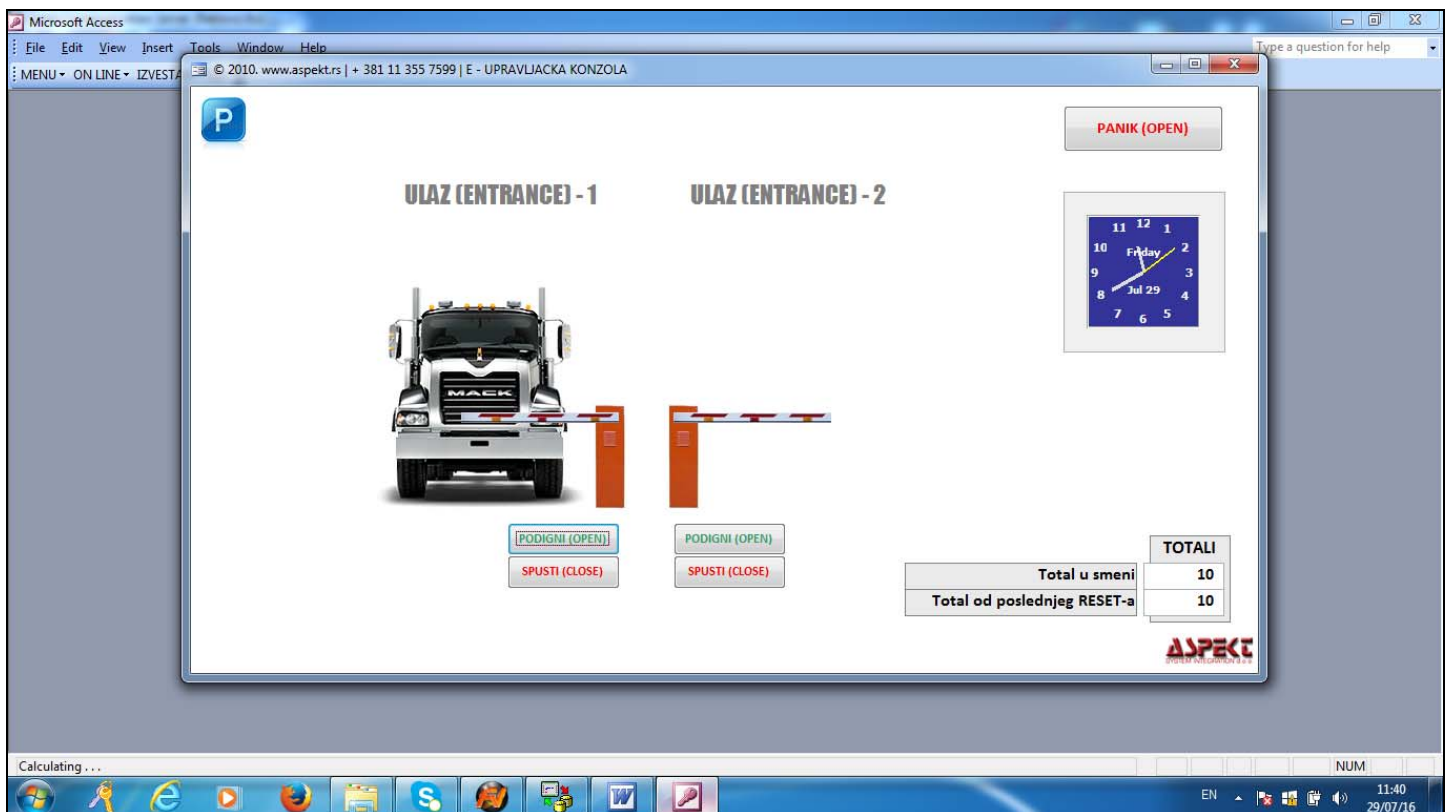 Microsoft Access
File Edit View Insert Tools Window Help
Type a question for help
MENU ON LINE IZVESTA
© 2010. www.aspekt.rs | + 381 11 355 7599 | E - UPRAVLJACKA KONZOLA
P
PANIK (OPEN)
ULAZ (ENTRANCE) - 1
ULAZ (ENTRANCE) - 2
11 12 1
10 Friday 2
9 3
8 Jul 29 4
7 6 5
MACK
PODIGNI (OPEN)
PODIGNI (OPEN)
SPUSTI (CLOSE)
SPUSTI (CLOSE)
TOTALI
Total u smeni 10
Total od poslednjeg RESET-a 10
ASPEKT
SYSTEM INTEGRATION d.o.o
Calculating . . .
NUM
W
EN
11:40
29/07/16